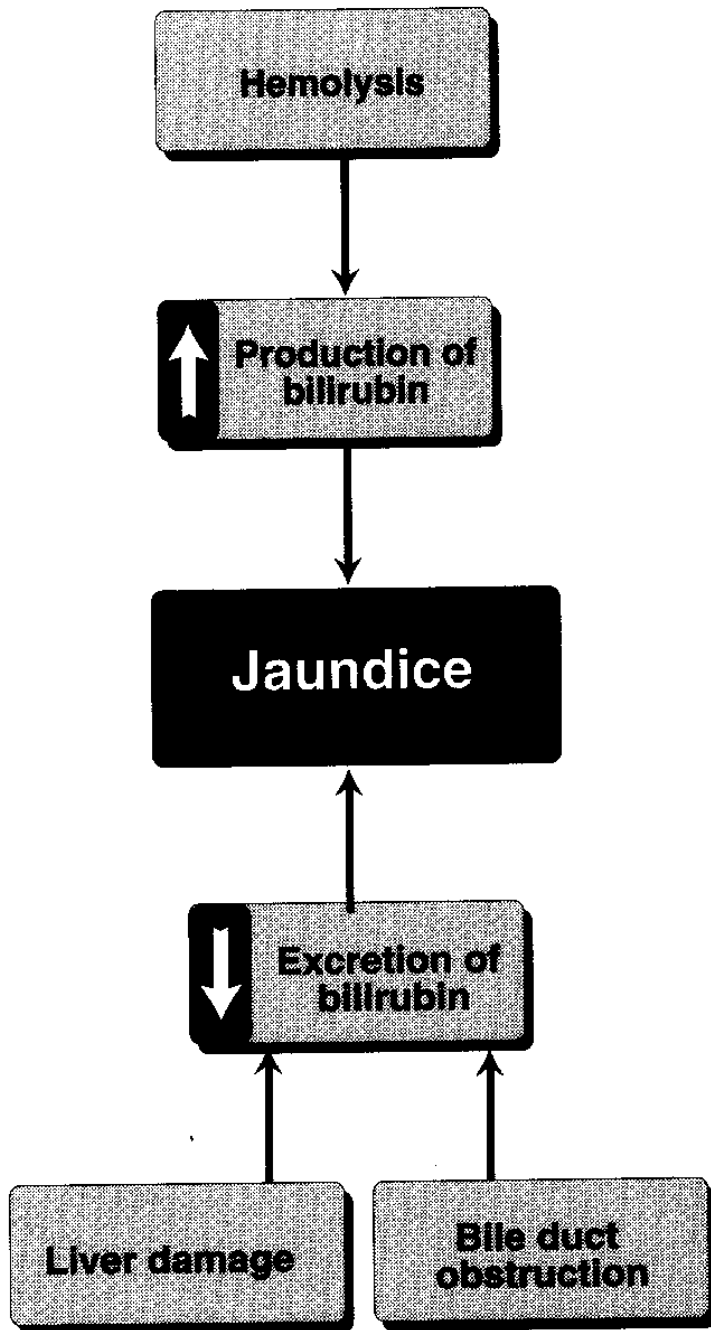 Hemolysis
Production of
bilirubin
Jaundice
Excretion of
bilirubin
Liver damage
Bile duct
obstruction